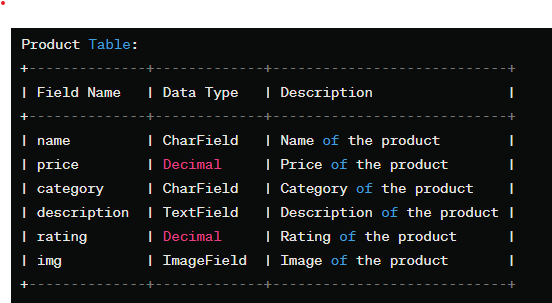 Product Table:
+--------------+-------------+----------------------------+
| Field Name | Data Type | Description |
+--------------+-------------+----------------------------+
| name | CharField | Name of the product |
| price | Decimal | Price of the product |
| category | CharField | Category of the product |
| description | TextField | Description of the product |
| rating | Decimal | Rating of the product |
| img | ImageField | Image of the product |
+--------------+-------------+----------------------------+